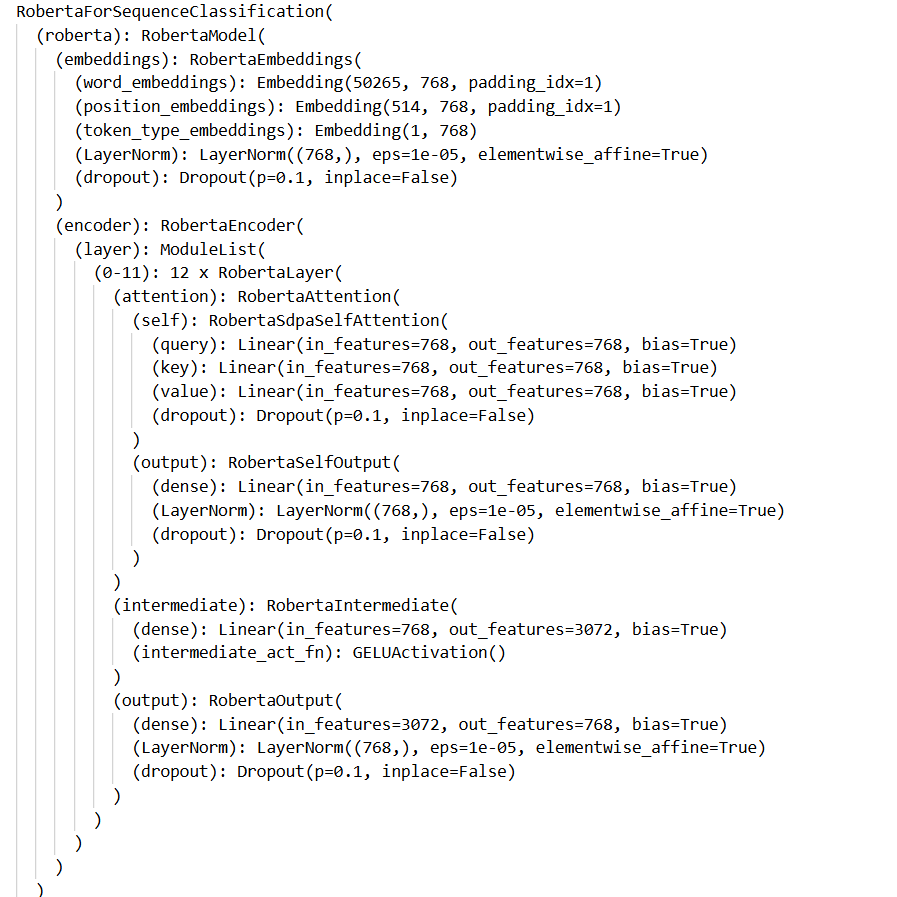 RobertaForSequenceClassification(
(roberta): RobertaModel(
(embeddings): RobertaEmbeddings(
(word_embeddings): Embedding(50265, 768, padding_idx=1)
(position_embeddings): Embedding(514, 768, padding_idx=1)
(token_type_embeddings): Embedding(1, 768)
(LayerNorm): LayerNorm((768,), eps=1e-05, elementwise_affine=True)
(dropout): Dropout(p=0.1, inplace=False)
)
(encoder): RobertaEncoder(
(layer): ModuleList(
(0-11): 12 x RobertaLayer(
(attention): RobertaAttention(
(self): RobertaSdpaSelfAttention(
(query): Linear(in_features=768, out_features=768, bias=True)
(key): Linear(in_features=768, out_features=768, bias=True)
(value): Linear(in_features=768, out_features=768, bias=True)
(dropout): Dropout(p=0.1, inplace=False)
)
(output): RobertaSelfOutput(
(dense): Linear(in_features=768, out_features=768, bias=True)
(LayerNorm): LayerNorm((768,), eps=1e-05, elementwise_affine=True)
(dropout): Dropout(p=0.1, inplace=False)
)
)
(intermediate): RobertaIntermediate(
(dense): Linear(in_features=768, out_features=3072, bias=True)
(intermediate_act_fn): GELUActivation()
)
(output): RobertaOutput(
(dense): Linear(in_features=3072, out_features=768, bias=True)
(LayerNorm): LayerNorm((768,), eps=1e-05, elementwise_affine=True)
(dropout): Dropout(p=0.1, inplace=False)
)
)
)
)
)